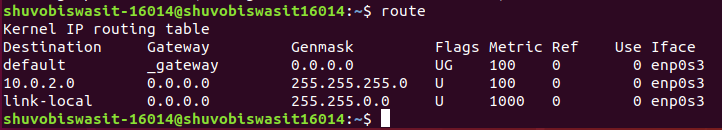 shuvobiswasit-16014@shuvobiswasit16014:~$ route
Kernel IP routing table
Destination Gateway Genmask Flags Metric Ref Use Iface
default _gateway 0.0.0.0 UG 100 0 0 enp0s3
10.0.2.0 0.0.0.0 255.255.255.0 U 100 0 0 enp0s3
link-local 0.0.0.0 255.255.0.0 U 1000 0 0 enp0s3
shuvobiswasit-16014@shuvobiswasit16014:~$